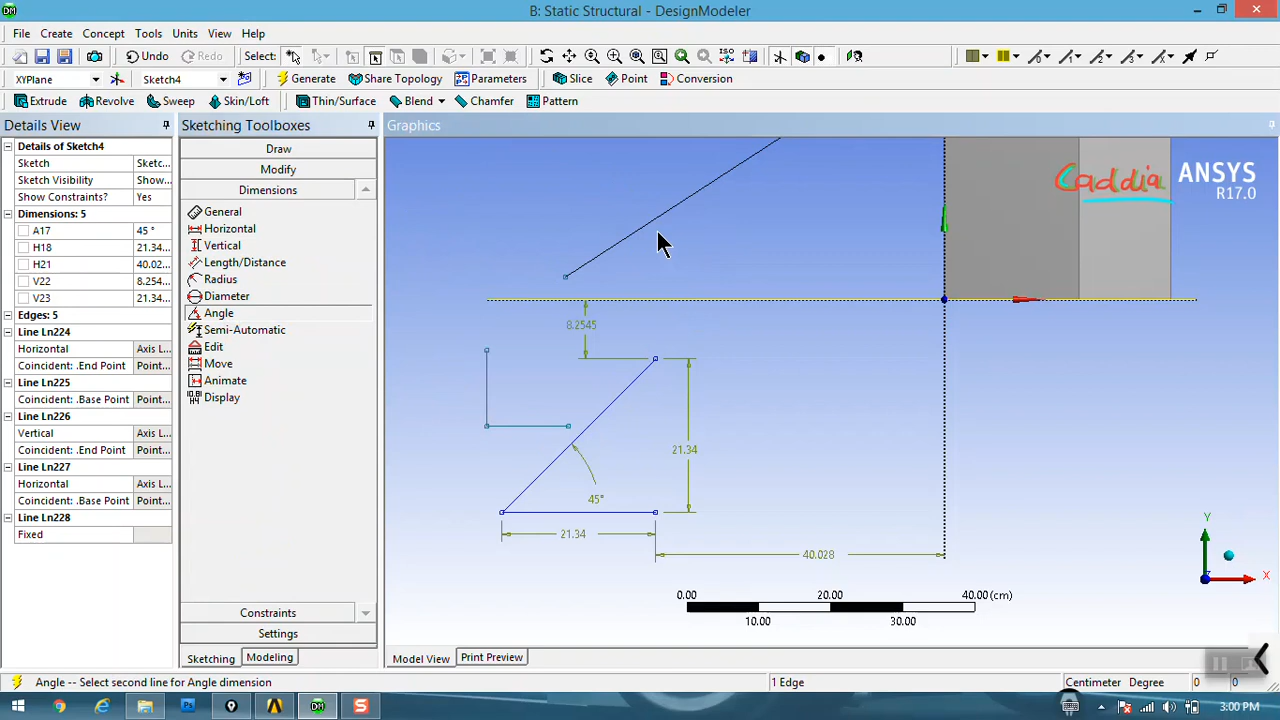 B: Static Structural - DesignModeler
File Create Concept Tools Units View Help
Undo Redo Select:
XYPlane Sketch4 Generate Share Topology Parameters Slice Point Conversion
Extrude Revolve Sweep Skin/Loft Thin/Surface Blend Chamfer Pattern
Details View
Details of Sketch4
Sketch Sketc...
Sketch Visibility Show...
Show Constraints? Yes
Dimensions: 5
A17 45 °
H18 21.34...
H21 40.02...
V22 8.254...
V23 21.34...
Edges: 5
Line Ln224
Horizontal Axis L...
Coincident: .End Point Point...
Line Ln225
Coincident: .Base Point Point...
Line Ln226
Vertical Axis L...
Coincident: .End Point Point...
Line Ln227
Horizontal Axis L...
Coincident: .Base Point Point...
Line Ln228
Fixed
Sketching Toolboxes
Draw
Modify
Dimensions
General
Horizontal
Vertical
Length/Distance
Radius
Diameter
Angle
Semi-Automatic
Edit
Move
Animate
Display
Constraints
Settings
Sketching Modeling
Graphics
Caddia ANSYS
R17.0
8.2545
21.34
45°
21.34
40.028
0.00 20.00 40.00 (cm)
10.00 30.00
Y
X
Model View Print Preview
Angle -- Select second line for Angle dimension 1 Edge Centimeter Degree 0 0
3:00 PM